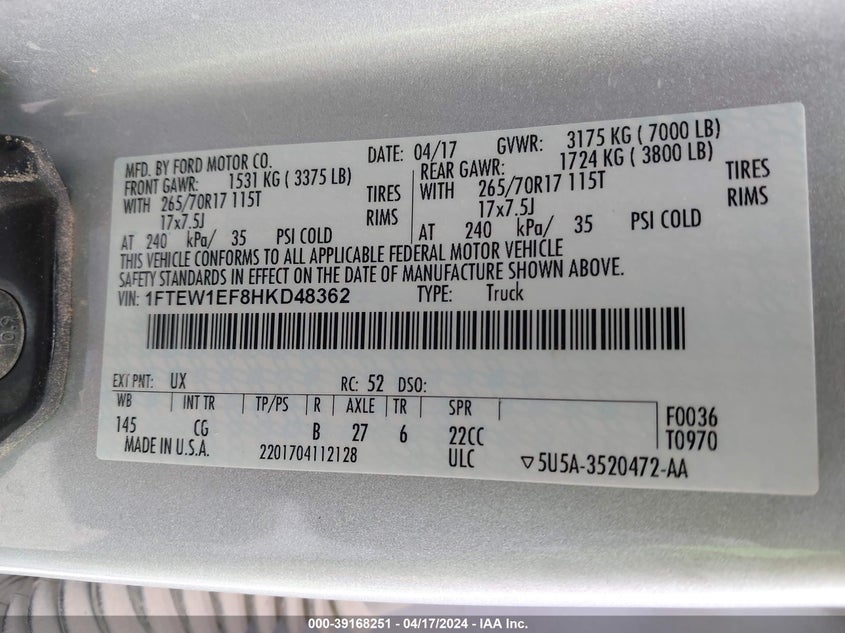 MFD. BY FORD MOTOR CO. DATE: 04/17 GVWR: 3175 KG ( 7000 LB)
FRONT GAWR: 1531 KG ( 3375 LB) REAR GAWR: 1724 KG ( 3800 LB)
WITH 265/70R17 115T TIRES WITH 265/70R17 115T TIRES
17x7.5J RIMS 17x7.5J RIMS
AT 240 kPa/ 35 PSI COLD AT 240 kPa/ 35 PSI COLD
THIS VEHICLE CONFORMS TO ALL APPLICABLE FEDERAL MOTOR VEHICLE
SAFETY STANDARDS IN EFFECT ON THE DATE OF MANUFACTURE SHOWN ABOVE.
VIN: 1FTEW1EF8HKD48362 TYPE: Truck
EXT PNT: UX RC: 52 DSO:
WB INT TR TP/PS R AXLE TR SPR F0036
145 CG B 27 6 22CC T0970
MADE IN U.S.A. 2201704112128 ULC ▽5U5A-3520472-AA
000-39168251 - 04/17/2024 - IAA Inc.